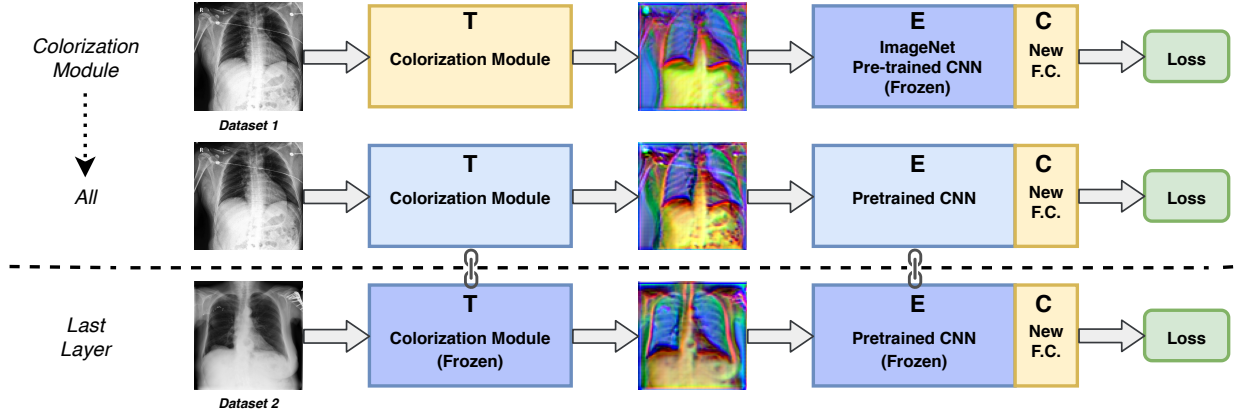 Colorization
Module
All
Last
Layer
R
Dataset 1
T
Colorization Module
E
ImageNet
Pre-trained CNN
(Frozen)
C
New
F.C.
Loss
R
T
Colorization Module
E
Pretrained CNN
C
New
F.C.
Loss
Dataset 2
T
Colorization Module
(Frozen)
E
Pretrained CNN
(Frozen)
C
New
F.C.
Loss